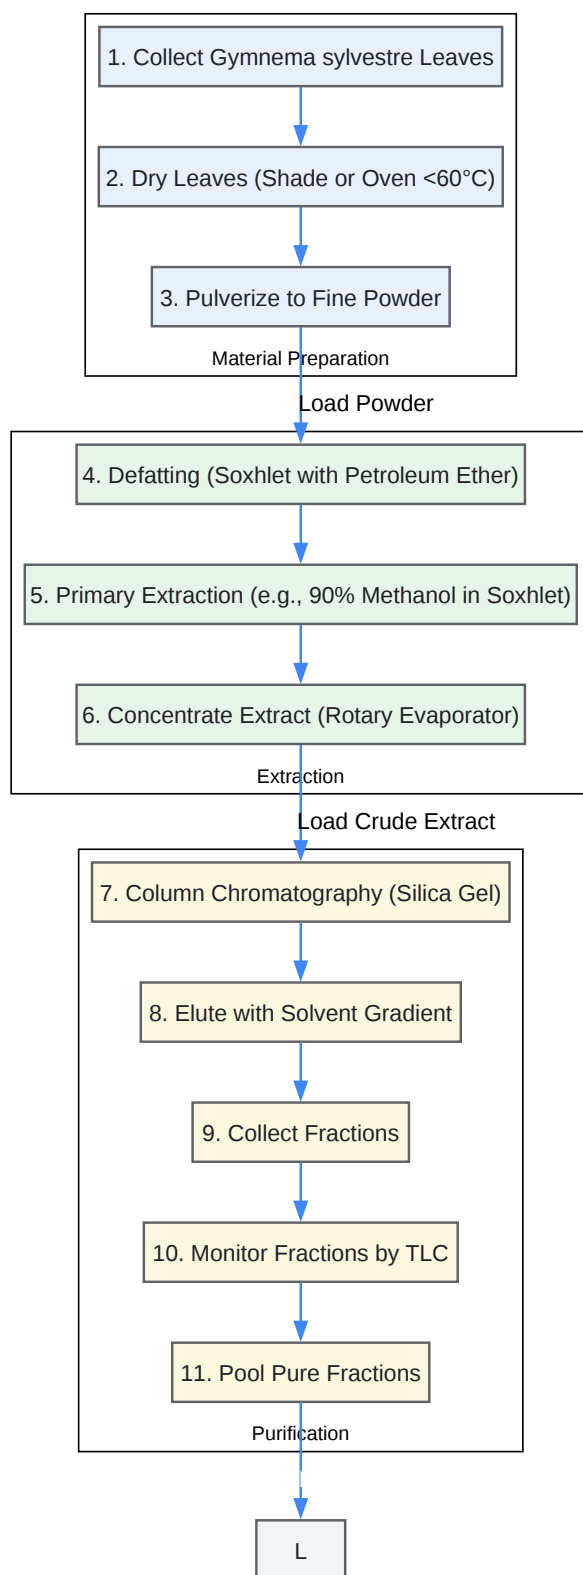 1. Collect Gymnema sylvestre Leaves
2. Dry Leaves (Shade or Oven <60°C)
3. Pulverize to Fine Powder
Material Preparation
Load Powder
4. Defatting (Soxhlet with Petroleum Ether)
5. Primary Extraction (e.g., 90% Methanol in Soxhlet)
6. Concentrate Extract (Rotary Evaporator)
Extraction
Load Crude Extract
7. Column Chromatography (Silica Gel)
8. Elute with Solvent Gradient
9. Collect Fractions
10. Monitor Fractions by TLC
11. Pool Pure Fractions
Purification
L